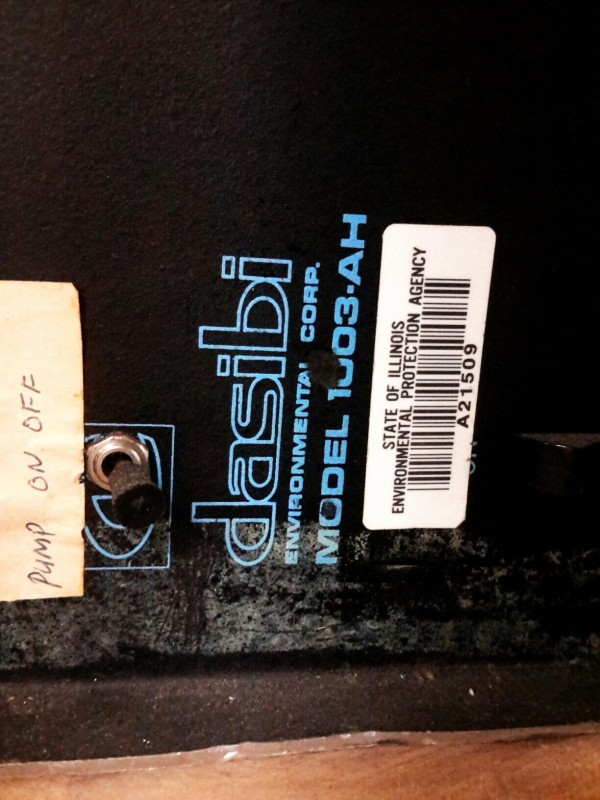 PUMP ON OFF
dasibi
ENVIRONMENTAL CORP.
MODEL 1003-AH
STATE OF ILLINOIS
ENVIRONMENTAL PROTECTION AGENCY
A21509